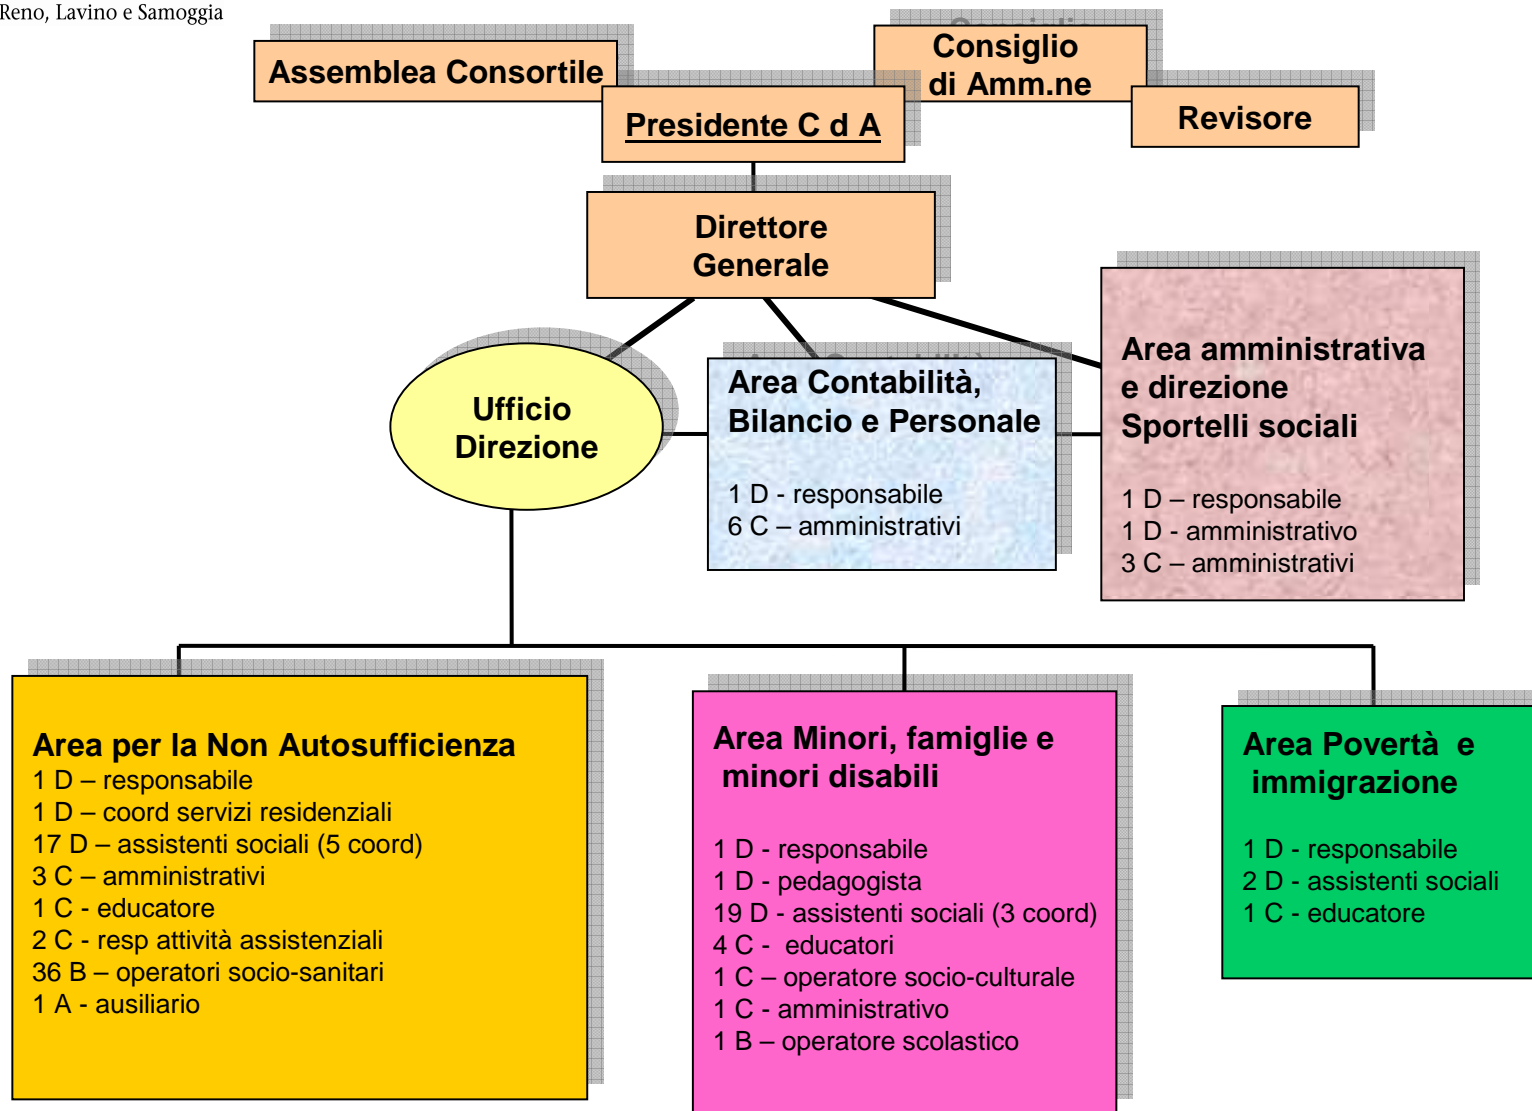 Reno, Lavino e Samoggia
Assemblea Consortile
Consiglio
di Amm.ne
Presidente C d A
Revisore
Direttore
Generale
Ufficio
Direzione
Area Contabilità,
Bilancio e Personale
1 D - responsabile
6 C – amministrativi
Area amministrativa
e direzione
Sportelli sociali
1 D – responsabile
1 D - amministrativo
3 C – amministrativi
Area per la Non Autosufficienza
1 D – responsabile
1 D – coord servizi residenziali
17 D – assistenti sociali (5 coord)
3 C – amministrativi
1 C - educatore
2 C - resp attività assistenziali
36 B – operatori socio-sanitari
1 A - ausiliario
Area Minori, famiglie e
minori disabili
1 D - responsabile
1 D - pedagogista
19 D - assistenti sociali (3 coord)
4 C - educatori
1 C – operatore socio-culturale
1 C - amministrativo
1 B – operatore scolastico
Area Povertà e
immigrazione
1 D - responsabile
2 D - assistenti sociali
1 C - educatore